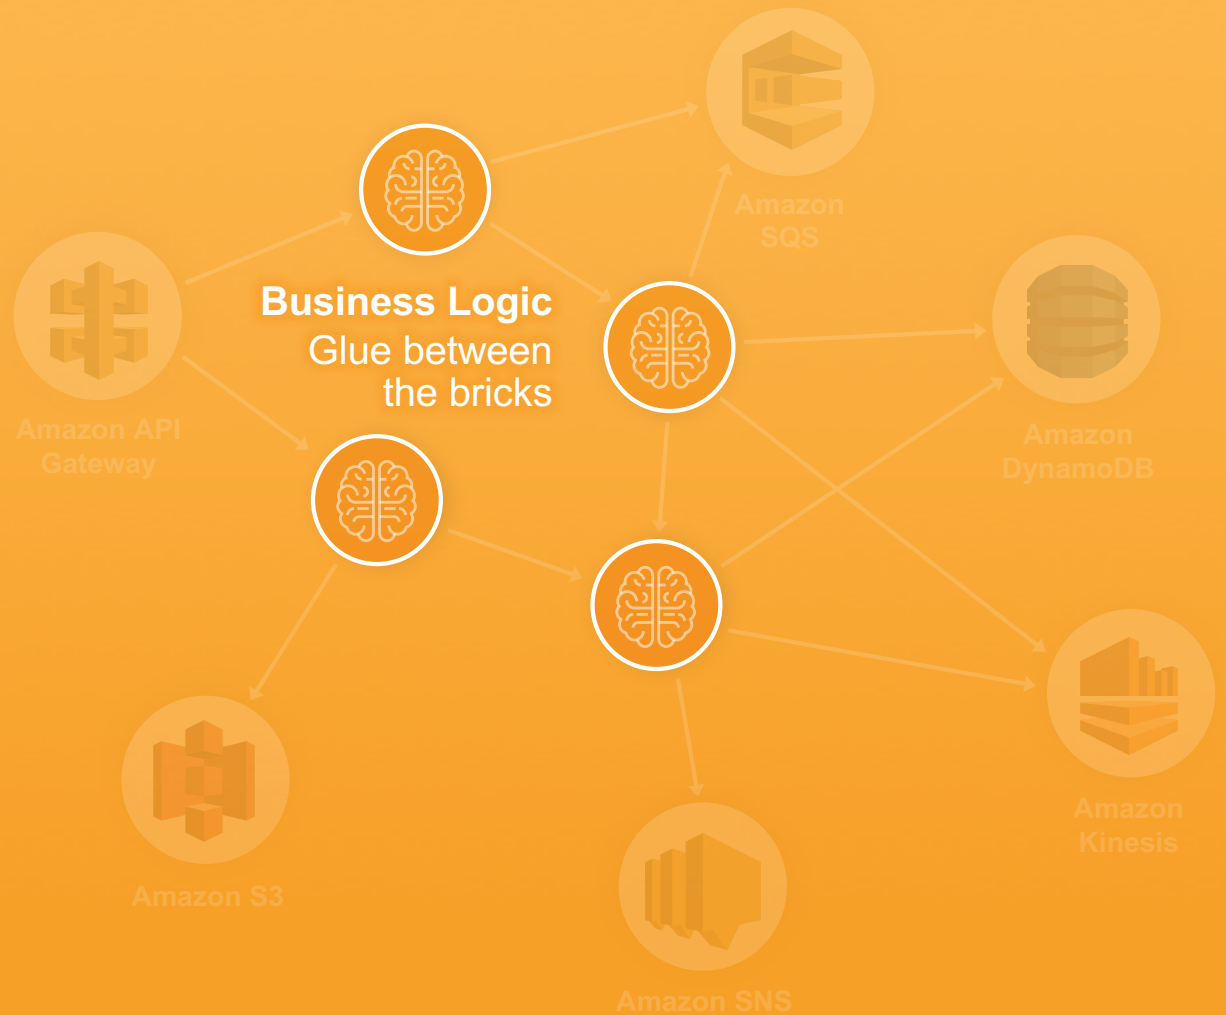 Amazon
SQS
Business Logic
Glue between
the bricks
Amazon API
Gateway
Amazon
DynamoDB
Amazon
Kinesis
Amazon S3
Amazon SNS